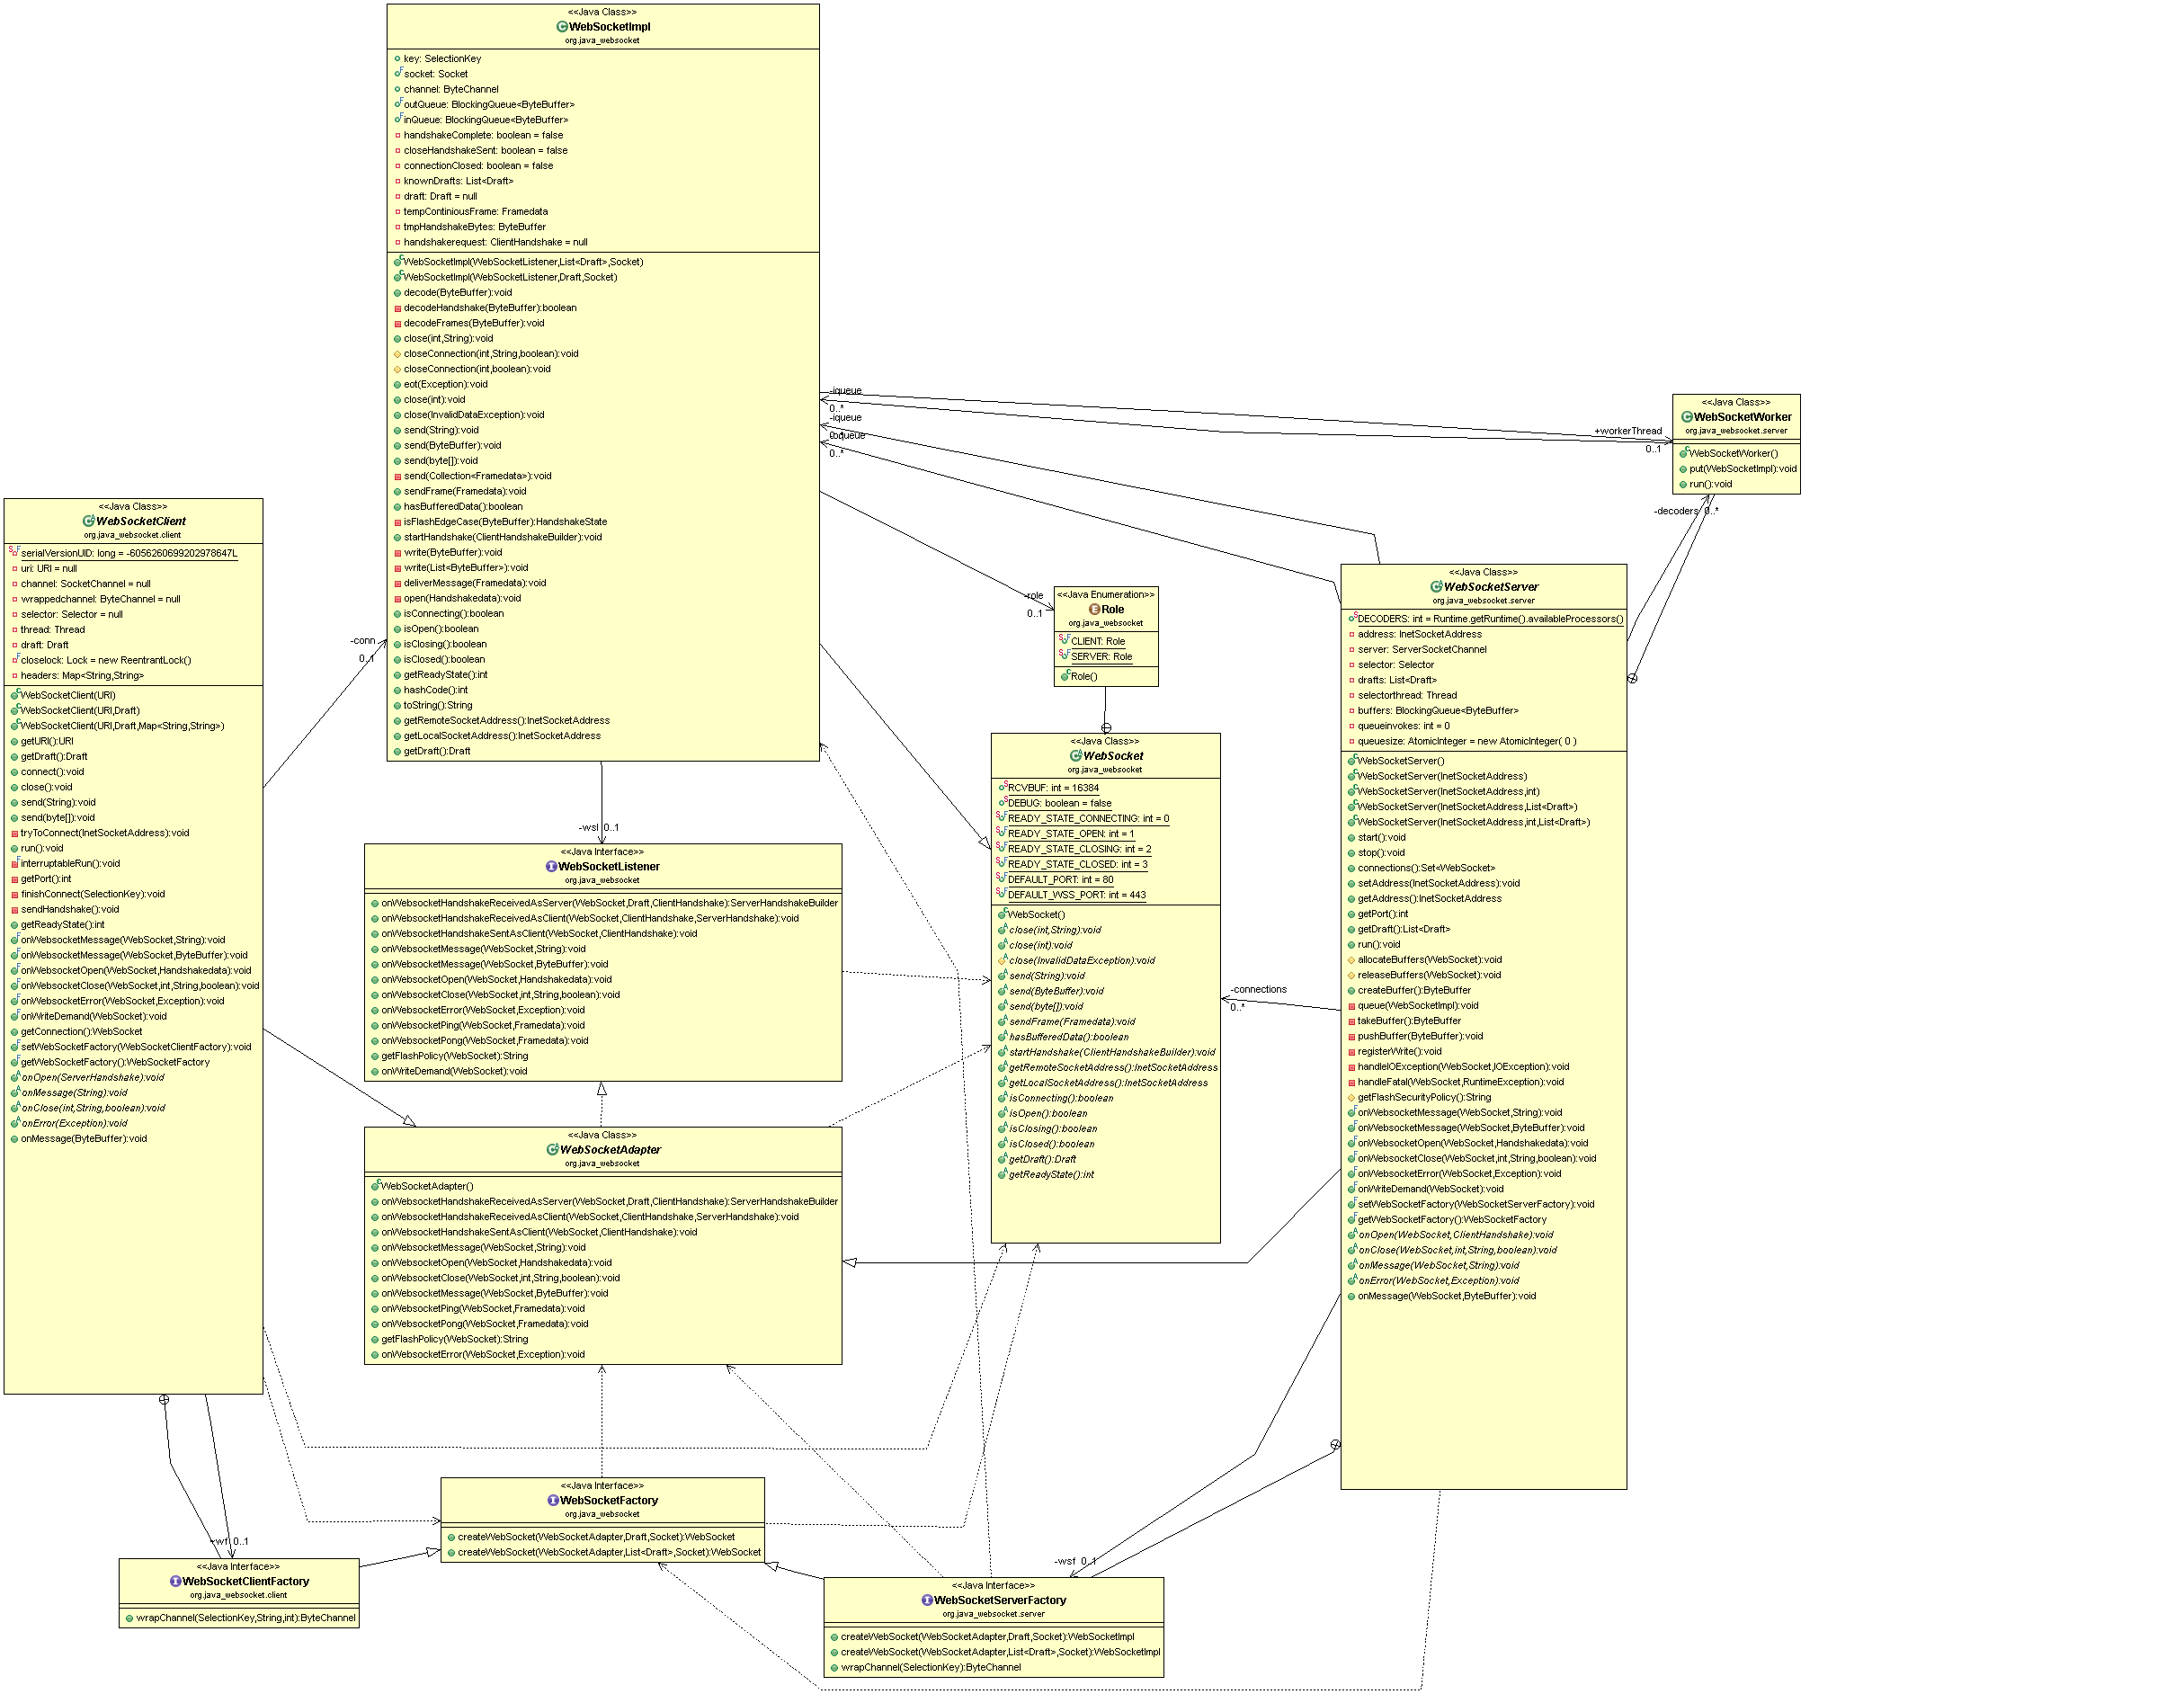 <<Java Class>>
WebSocketImpl
org.java_websocket
key: SelectionKey
socket: Socket
channel: ByteChannel
outQueue: BlockingQueue<ByteBuffer>
inQueue: BlockingQueue<ByteBuffer>
handshakeComplete: boolean = false
closeHandshakeSent: boolean = false
connectionClosed: boolean = false
knownDrafts: List<Draft>
draft: Draft = null
tempContiniousFrame: Framedata
tmpHandshakeBytes: ByteBuffer
handshakerequest: ClientHandshake = null
WebSocketImpl(WebSocketListener,List<Draft>,Socket)
WebSocketImpl(WebSocketListener,Draft,Socket)
decode(ByteBuffer):void
decodeHandshake(ByteBuffer):boolean
decodeFrames(ByteBuffer):void
close(int,String):void
closeConnection(int,String,boolean):void
closeConnection(int,boolean):void
eot(Exception):void
close(int):void
close(InvalidDataException):void
send(String):void
send(ByteBuffer):void
send(byte[]):void
send(Collection<Framedata>):void
sendFrame(Framedata):void
hasBufferedData():boolean
isFlashEdgeCase(ByteBuffer):HandshakeState
startHandshake(ClientHandshakeBuilder):void
write(ByteBuffer):void
write(List<ByteBuffer>):void
deliverMessage(Framedata):void
open(Handshakedata):void
isConnecting():boolean
isOpen():boolean
isClosing():boolean
isClosed():boolean
getReadyState():int
hashCode():int
toString():String
getRemoteSocketAddress():InetSocketAddress
getLocalSocketAddress():InetSocketAddress
getDraft():Draft
-iqueue
0..*
-iqueue
-oqueue
0..*
+workerThread
0..1
<<Java Class>>
WebSocketWorker
org.java_websocket.server
WebSocketWorker()
put(WebSocketImpl):void
run():void
-decoders 0..*
<<Java Class>>
WebSocketClient
org.java_websocket.client
serialVersionUID: long = -6056260699202978647L
uri: URI = null
channel: SocketChannel = null
wrappedchannel: ByteChannel = null
selector: Selector = null
thread: Thread
draft: Draft
closelock: Lock = new ReentrantLock()
headers: Map<String,String>
WebSocketClient(URI)
WebSocketClient(URI,Draft)
WebSocketClient(URI,Draft,Map<String,String>)
getURI():URI
getDraft():Draft
connect():void
close():void
send(String):void
send(byte[]):void
tryToConnect(InetSocketAddress):void
run():void
interruptableRun():void
getPort():int
finishConnect(SelectionKey):void
sendHandshake():void
getReadyState():int
onWebsocketMessage(WebSocket,String):void
onWebsocketMessage(WebSocket,ByteBuffer):void
onWebsocketOpen(WebSocket,Handshakedata):void
onWebsocketClose(WebSocket,int,String,boolean):void
onWebsocketError(WebSocket,Exception):void
onWriteDemand(WebSocket):void
getConnection():WebSocket
setWebSocketFactory(WebSocketClientFactory):void
getWebSocketFactory():WebSocketFactory
onOpen(ServerHandshake):void
onMessage(String):void
onClose(int,String,boolean):void
onError(Exception):void
onMessage(ByteBuffer):void
-conn
0..1
-role
0..1
<<Java Enumeration>>
Role
org.java_websocket
CLIENT: Role
SERVER: Role
Role()
<<Java Class>>
WebSocketServer
org.java_websocket.server
DECODERS: int = Runtime.getRuntime().availableProcessors()
address: InetSocketAddress
server: ServerSocketChannel
selector: Selector
drafts: List<Draft>
selectorthread: Thread
buffers: BlockingQueue<ByteBuffer>
queueinvokes: int = 0
queuesize: AtomicInteger = new AtomicInteger( 0 )
WebSocketServer()
WebSocketServer(InetSocketAddress)
WebSocketServer(InetSocketAddress,int)
WebSocketServer(InetSocketAddress,List<Draft>)
WebSocketServer(InetSocketAddress,int,List<Draft>)
start():void
stop():void
connections():Set<WebSocket>
setAddress(InetSocketAddress):void
getAddress():InetSocketAddress
getPort():int
getDraft():List<Draft>
run():void
allocateBuffers(WebSocket):void
releaseBuffers(WebSocket):void
createBuffer():ByteBuffer
queue(WebSocketImpl):void
takeBuffer():ByteBuffer
pushBuffer(ByteBuffer):void
registerWrite():void
handleIOException(WebSocket,IOException):void
handleFatal(WebSocket,RuntimeException):void
getFlashSecurityPolicy():String
onWebsocketMessage(WebSocket,String):void
onWebsocketMessage(WebSocket,ByteBuffer):void
onWebsocketOpen(WebSocket,Handshakedata):void
onWebsocketClose(WebSocket,int,String,boolean):void
onWebsocketError(WebSocket,Exception):void
onWriteDemand(WebSocket):void
setWebSocketFactory(WebSocketServerFactory):void
getWebSocketFactory():WebSocketFactory
onOpen(WebSocket,ClientHandshake):void
onClose(WebSocket,int,String,boolean):void
onMessage(WebSocket,String):void
onError(WebSocket,Exception):void
onMessage(WebSocket,ByteBuffer):void
<<Java Class>>
WebSocket
org.java_websocket
RCVBUF: int = 16384
DEBUG: boolean = false
READY_STATE_CONNECTING: int = 0
READY_STATE_OPEN: int = 1
READY_STATE_CLOSING: int = 2
READY_STATE_CLOSED: int = 3
DEFAULT_PORT: int = 80
DEFAULT_WSS_PORT: int = 443
WebSocket()
close(int,String):void
close(int):void
close(InvalidDataException):void
send(String):void
send(ByteBuffer):void
send(byte[]):void
sendFrame(Framedata):void
hasBufferedData():boolean
startHandshake(ClientHandshakeBuilder):void
getRemoteSocketAddress():InetSocketAddress
getLocalSocketAddress():InetSocketAddress
isConnecting():boolean
isOpen():boolean
isClosing():boolean
isClosed():boolean
getDraft():Draft
getReadyState():int
-connections
0..*
-wsl 0..1
<<Java Interface>>
WebSocketListener
org.java_websocket
onWebsocketHandshakeReceivedAsServer(WebSocket,Draft,ClientHandshake):ServerHandshakeBuilder
onWebsocketHandshakeReceivedAsClient(WebSocket,ClientHandshake,ServerHandshake):void
onWebsocketHandshakeSentAsClient(WebSocket,ClientHandshake):void
onWebsocketMessage(WebSocket,String):void
onWebsocketMessage(WebSocket,ByteBuffer):void
onWebsocketOpen(WebSocket,Handshakedata):void
onWebsocketClose(WebSocket,int,String,boolean):void
onWebsocketError(WebSocket,Exception):void
onWebsocketPing(WebSocket,Framedata):void
onWebsocketPong(WebSocket,Framedata):void
getFlashPolicy(WebSocket):String
onWriteDemand(WebSocket):void
<<Java Class>>
WebSocketAdapter
org.java_websocket
WebSocketAdapter()
onWebsocketHandshakeReceivedAsServer(WebSocket,Draft,ClientHandshake):ServerHandshakeBuilder
onWebsocketHandshakeReceivedAsClient(WebSocket,ClientHandshake,ServerHandshake):void
onWebsocketHandshakeSentAsClient(WebSocket,ClientHandshake):void
onWebsocketMessage(WebSocket,String):void
onWebsocketOpen(WebSocket,Handshakedata):void
onWebsocketClose(WebSocket,int,String,boolean):void
onWebsocketMessage(WebSocket,ByteBuffer):void
onWebsocketPing(WebSocket,Framedata):void
onWebsocketPong(WebSocket,Framedata):void
getFlashPolicy(WebSocket):String
onWebsocketError(WebSocket,Exception):void
<<Java Interface>>
WebSocketFactory
org.java_websocket
createWebSocket(WebSocketAdapter,Draft,Socket):WebSocket
createWebSocket(WebSocketAdapter,List<Draft>,Socket):WebSocket
-wf 0..1
<<Java Interface>>
WebSocketClientFactory
org.java_websocket.client
wrapChannel(SelectionKey,String,int):ByteChannel
-wsf 0..1
<<Java Interface>>
WebSocketServerFactory
org.java_websocket.server
createWebSocket(WebSocketAdapter,Draft,Socket):WebSocketImpl
createWebSocket(WebSocketAdapter,List<Draft>,Socket):WebSocketImpl
wrapChannel(SelectionKey):ByteChannel